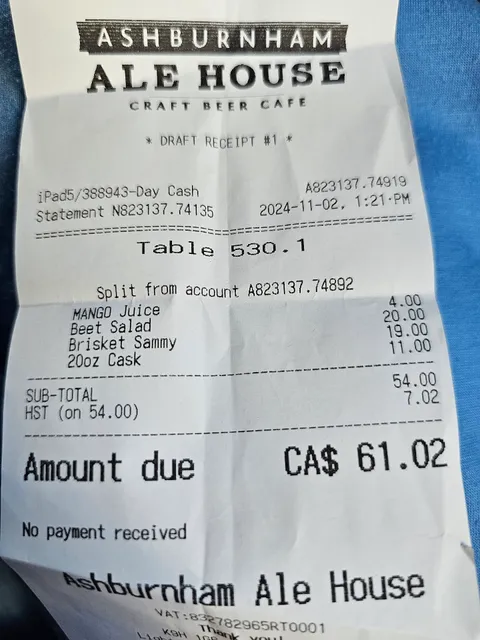 ASHBURNHAM
ALE HOUSE
CRAFT BEER CAFE
* DRAFT RECEIPT #1 *
iPad5/388943-Day Cash A823137.74919
Statement N823137.74135 2024-11-02, 1:21·PM
Table 530.1
Split from account A823137.74892
MANGO Juice 4.00
Beet Salad 20.00
Brisket Sammy 19.00
20oz Cask 11.00
SUB-TOTAL 54.00
HST (on 54.00) 7.02
Amount due CA$ 61.02
No payment received
Ashburnham Ale House
VAT:832782965RT0001
Thank you!